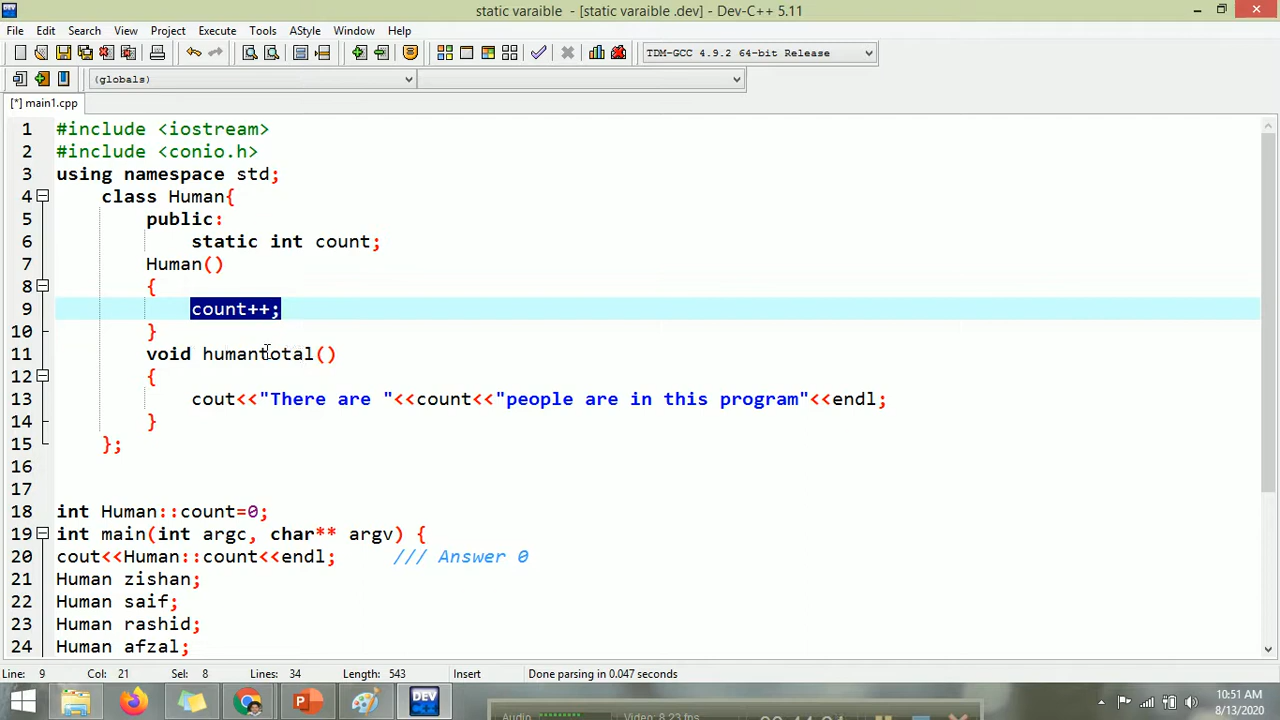 static varaible - [static varaible .dev] - Dev-C++ 5.11
File Edit Search View Project Execute Tools AStyle Window Help
TDM-GCC 4.9.2 64-bit Release
(globals)
[*] main1.cpp
1 #include <iostream>
2 #include <conio.h>
3 using namespace std;
4 class Human{
5 public:
6 static int count;
7 Human()
8 {
9 count++;
10 }
11 void humantotal()
12 {
13 cout<<"There are "<<count<<"people are in this program"<<endl;
14 }
15 };
16
17
18 int Human::count=0;
19 int main(int argc, char** argv) {
20 cout<<Human::count<<endl; /// Answer 0
21 Human zishan;
22 Human saif;
23 Human rashid;
24 Human afzal;
Line: 9 Col: 21 Sel: 8 Lines: 34 Length: 543 Insert Done parsing in 0.047 seconds
DEV
10:51 AM
8/13/2020